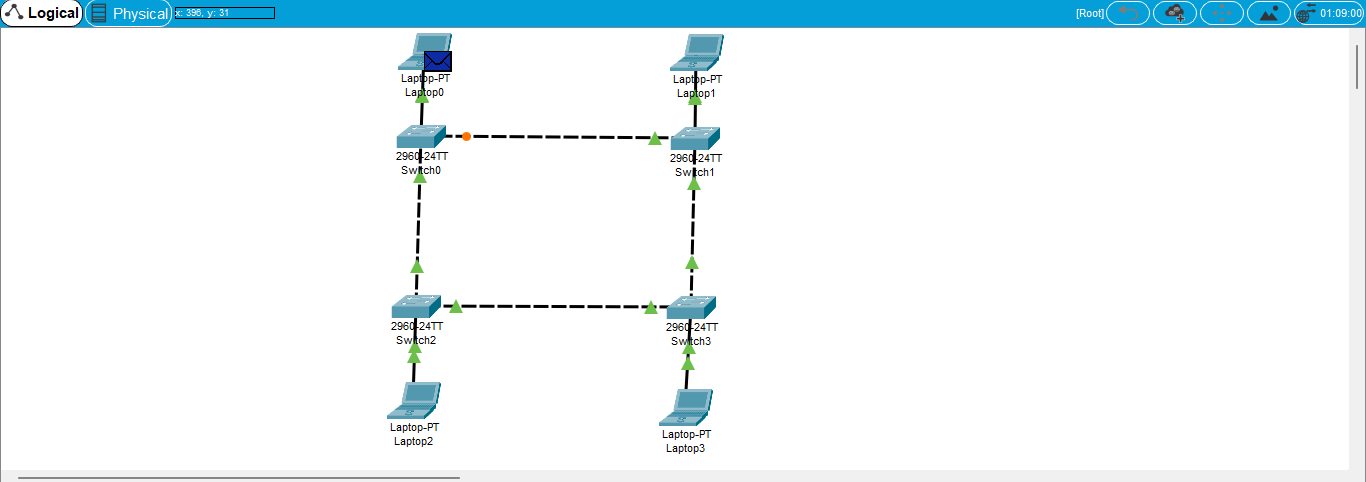 Logical
Physical
x: 396, y: 31
[Root]
01:09:00
Laptop-PT
Laptop0
Laptop-PT
Laptop1
2960-24TT
Switch0
2960-24TT
Switch1
2960-24TT
Switch2
2960-24TT
Switch3
Laptop-PT
Laptop2
Laptop-PT
Laptop3